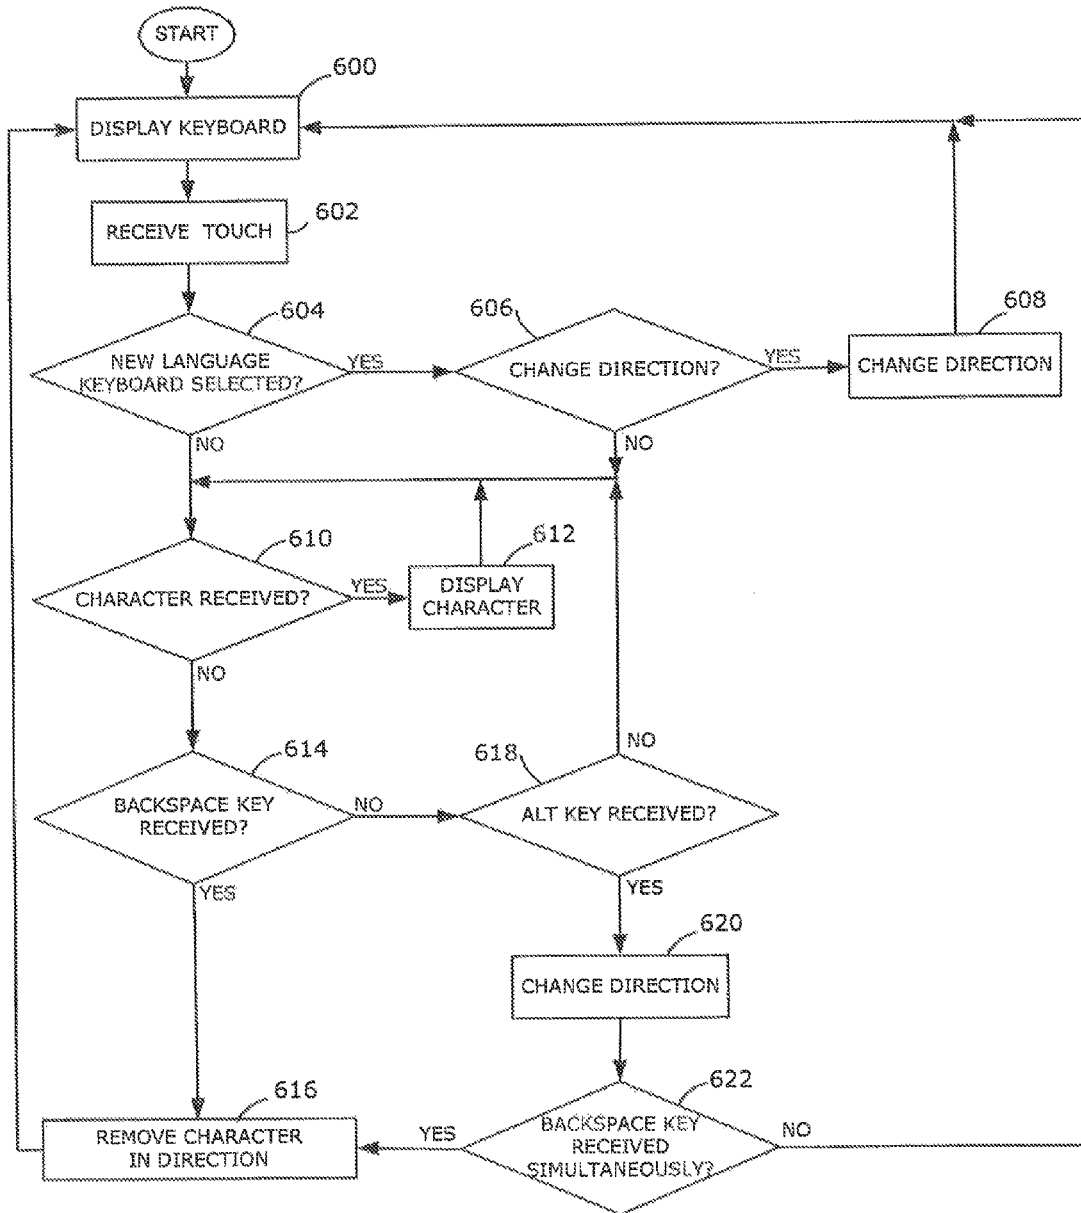 START
600
DISPLAY KEYBOARD
602
RECEIVE TOUCH
604
NEW LANGUAGE
KEYBOARD SELECTED?
YES
606
CHANGE DIRECTION?
YES
608
CHANGE DIRECTION
NO
NO
610
CHARACTER RECEIVED?
YES
612
DISPLAY
CHARACTER
NO
614
BACKSPACE KEY
RECEIVED?
NO
618
ALT KEY RECEIVED?
NO
YES
YES
620
CHANGE DIRECTION
622
BACKSPACE KEY
RECEIVED
SIMULTANEOUSLY?
YES
NO
616
REMOVE CHARACTER
IN DIRECTION